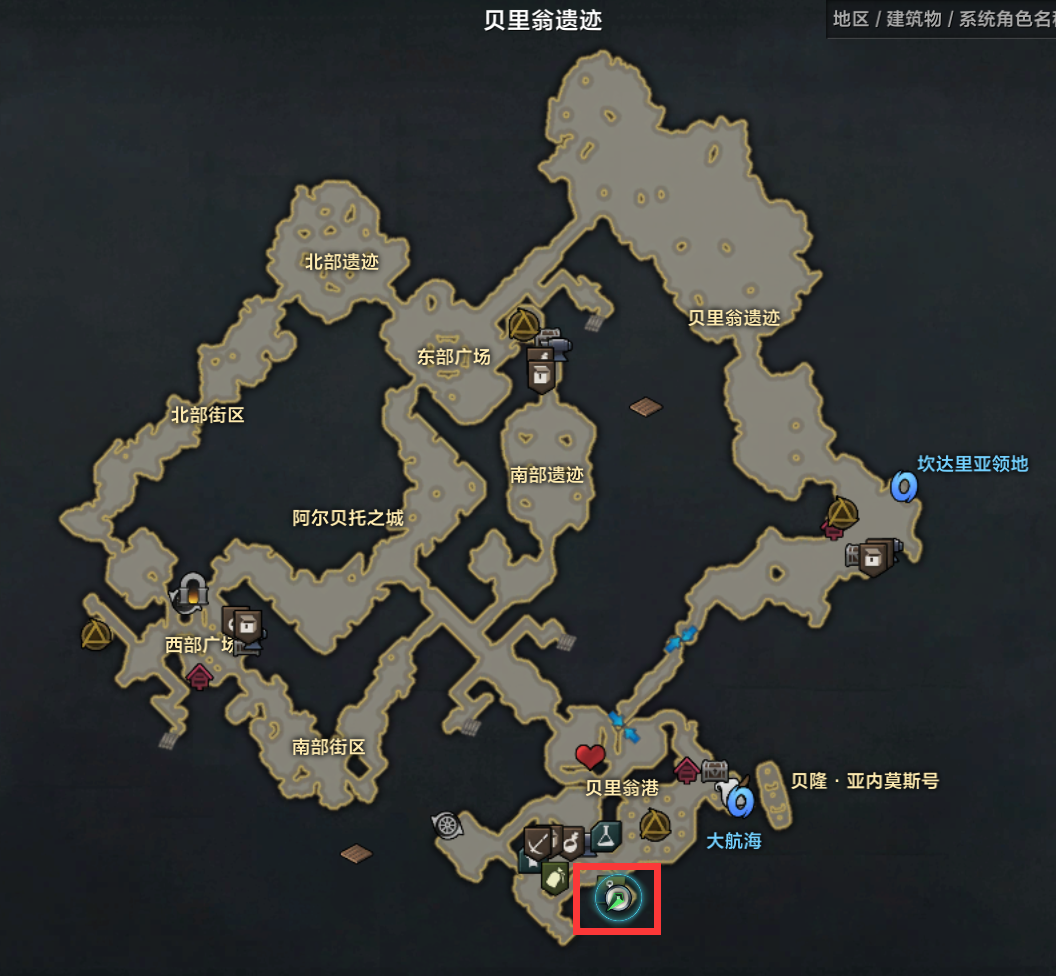 贝里翁遗迹
地区 / 建筑物 / 系统角色名称
北部遗迹
贝里翁遗迹
东部广场
北部街区
坎达里亚领地
南部遗迹
阿尔贝托之城
西部广场
南部街区
贝里翁港
贝隆 · 亚内莫斯号
大航海